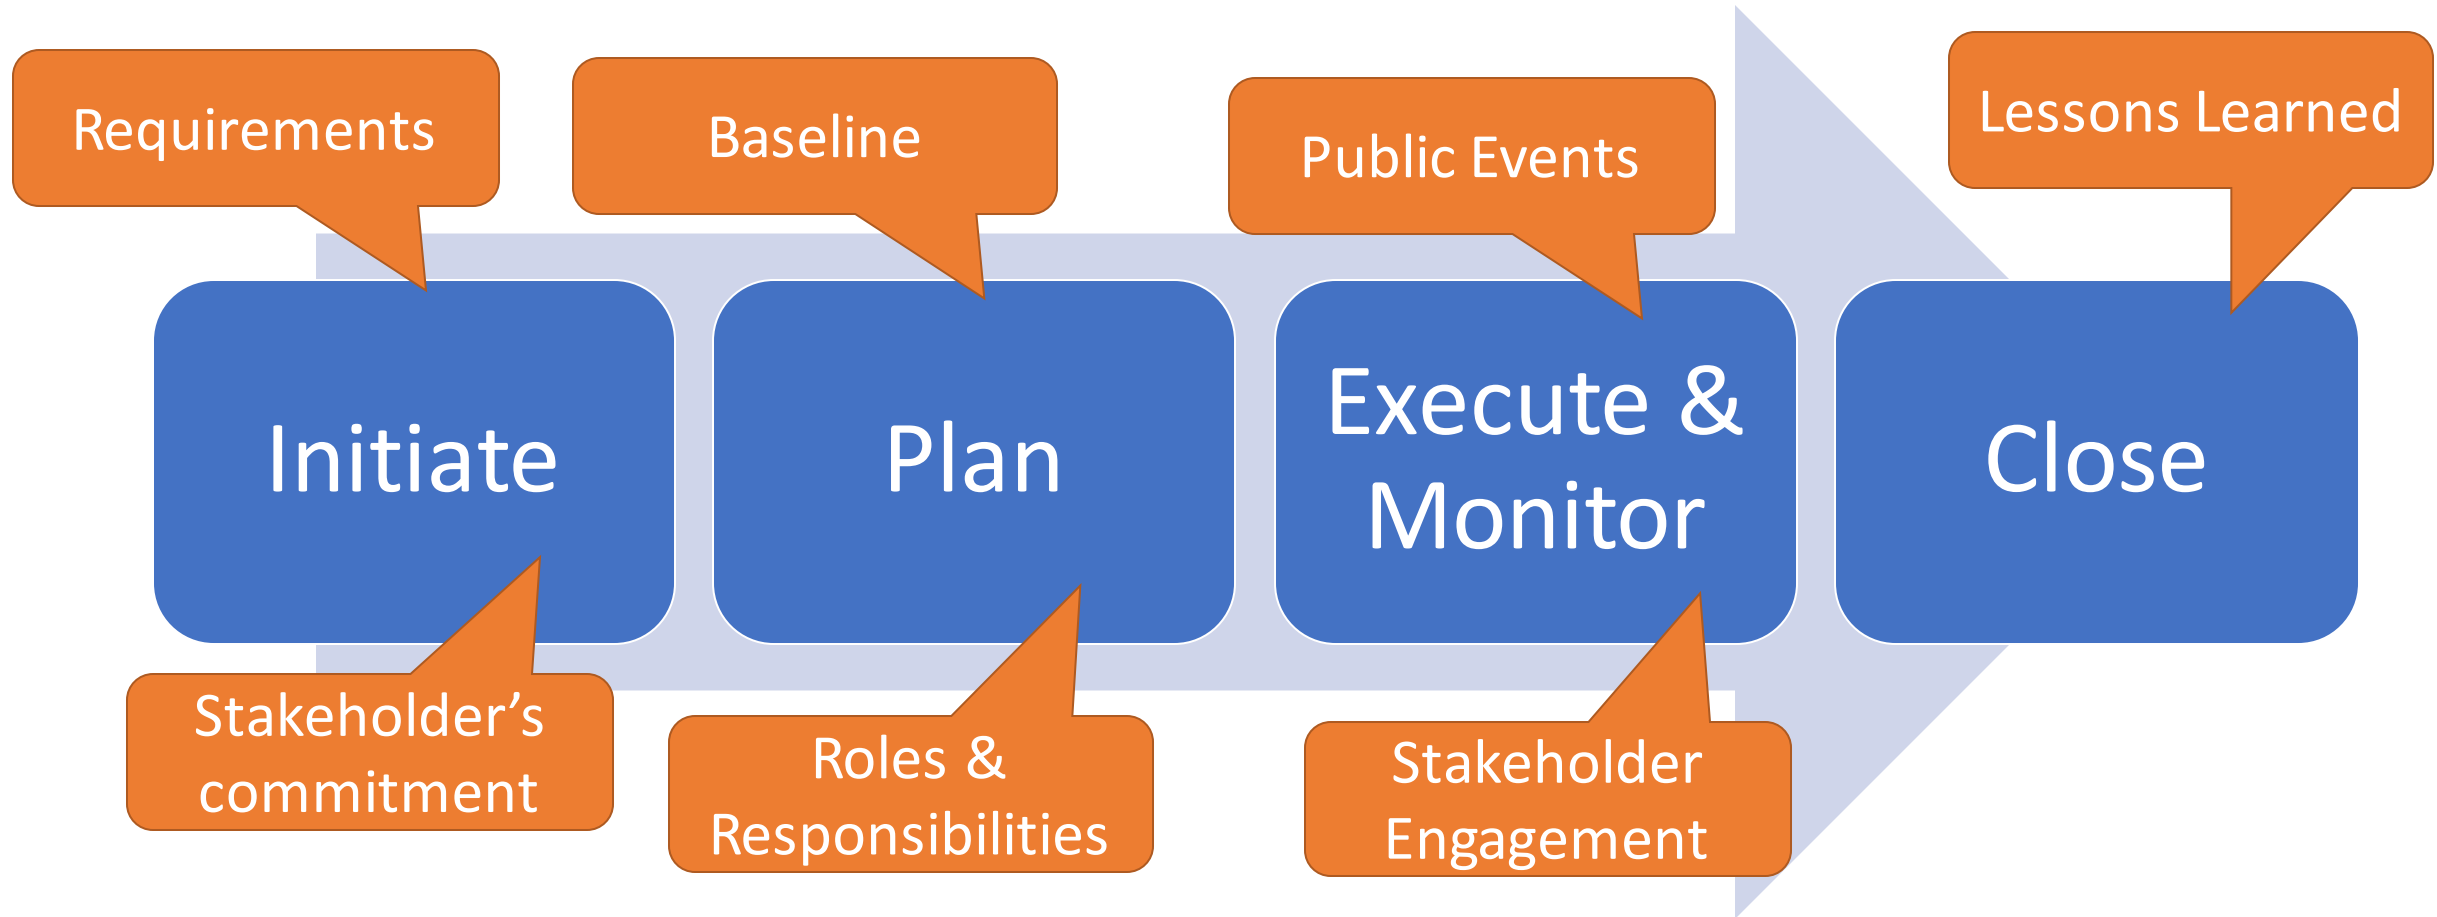 Requirements
Baseline
Public Events
Lessons Learned
Initiate
Plan
Execute &
Monitor
Close
Stakeholder’s
commitment
Roles &
Responsibilities
Stakeholder
Engagement